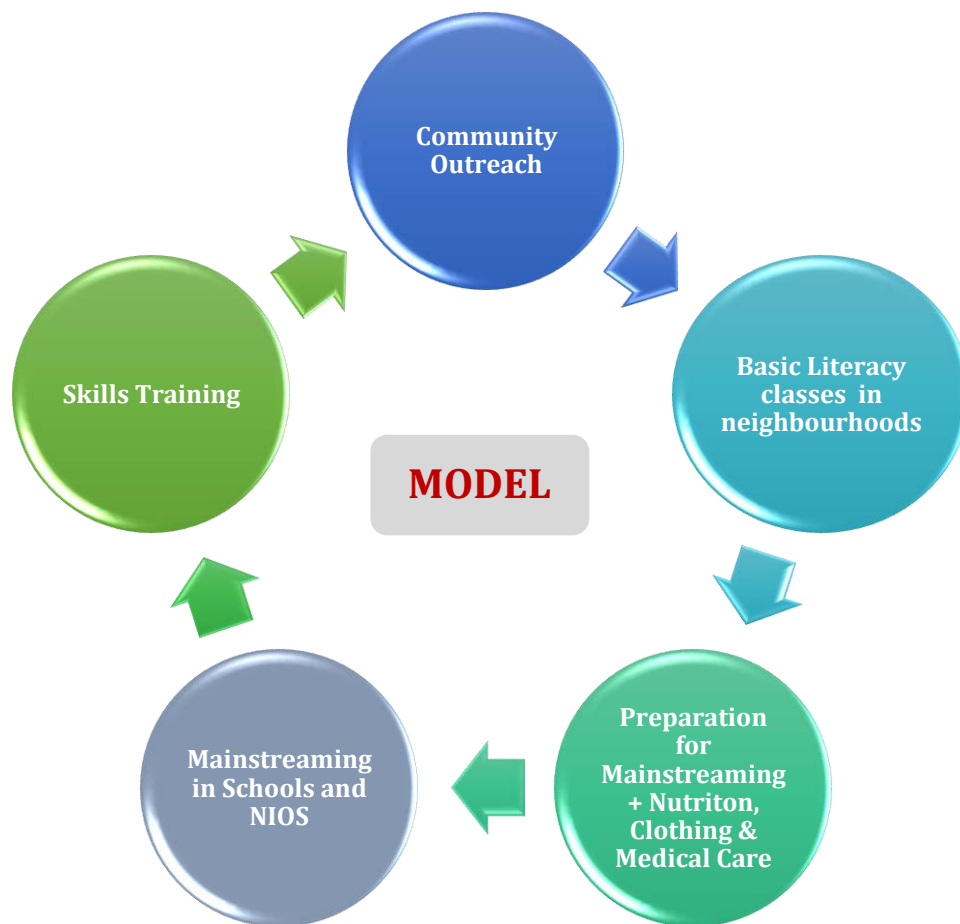 Community
Outreach
Basic Literacy
classes in
neighbourhoods
Preparation
for
Mainstreaming
+ Nutriton,
Clothing &
Medical Care
Mainstreaming
in Schools and
NIOS
Skills Training
MODEL